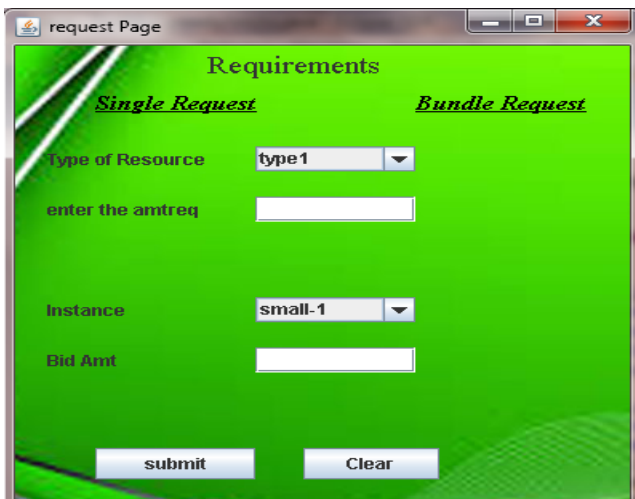 request Page
Requirements
Single Request Bundle Request
Type of Resource type1
enter the amtreq
Instance small-1
Bid Amt
submit Clear